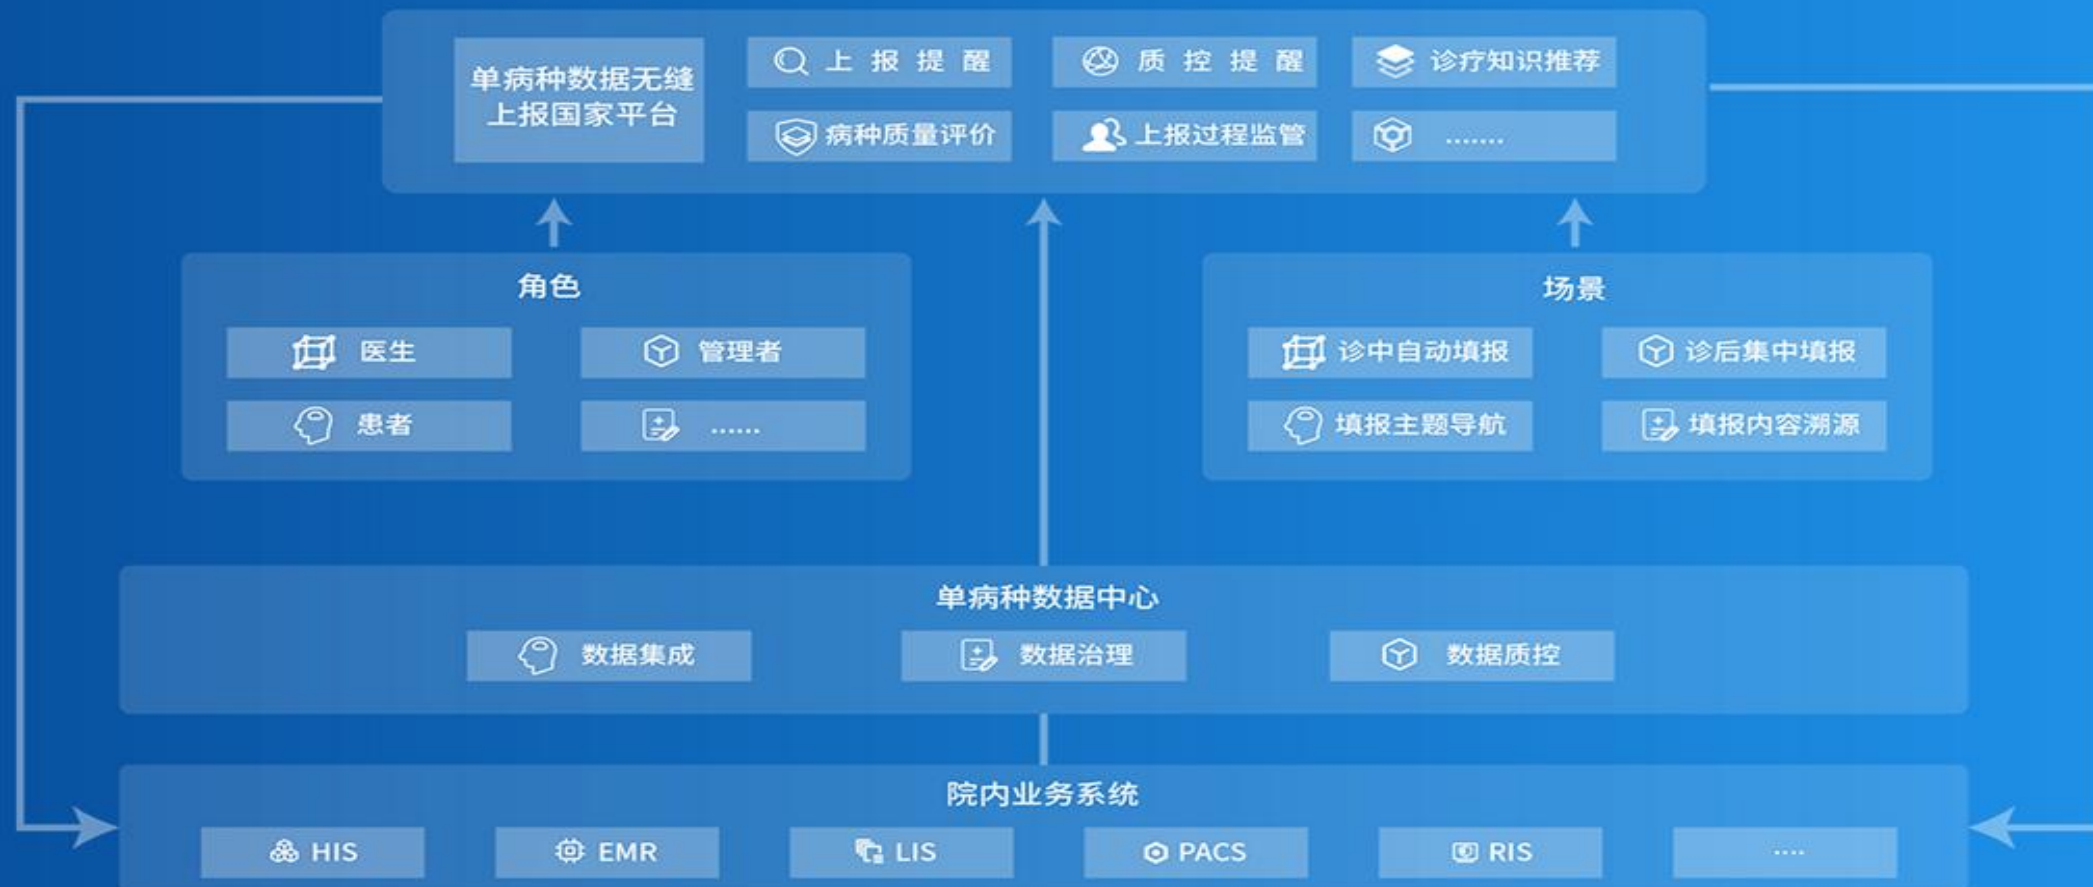 单病种数据无缝
上报国家平台
上报提醒
质控提醒
诊疗知识推荐
病种质量评价
上报过程监管
.......
角色
医生
管理者
患者
......
场景
诊中自动填报
诊后集中填报
填报主题导航
填报内容溯源
单病种数据中心
数据集成
数据治理
数据质控
院内业务系统
HIS
EMR
LIS
PACS
RIS
....